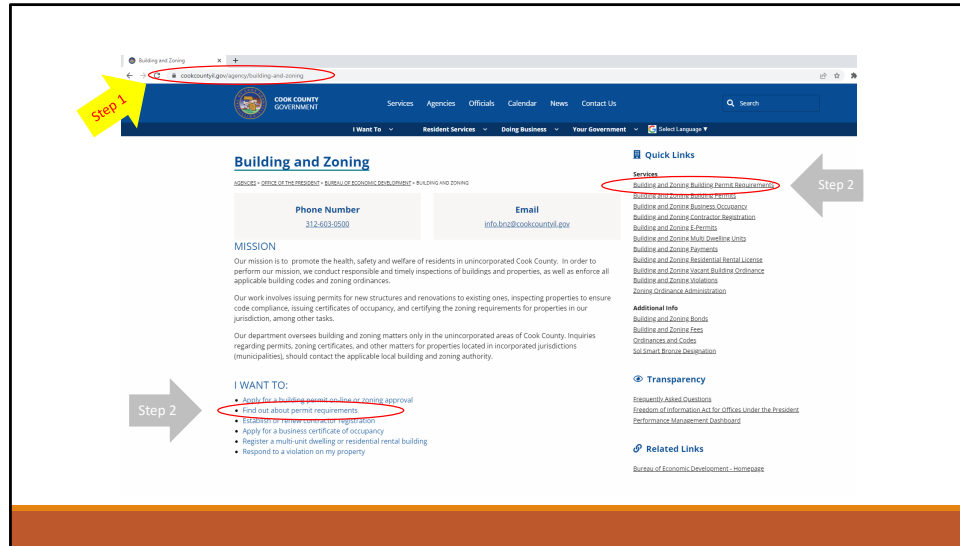 Building and Zoning
cookcountyil.gov/agency/building-and-zoning
Step 1
COOK COUNTY
GOVERNMENT
Services Agencies Officials Calendar News Contact Us
Search
I Want To Resident Services Doing Business Your Government Select Language ▼
Building and Zoning
AGENCIES » OFFICE OF THE PRESIDENT » BUREAU OF ECONOMIC DEVELOPMENT » BUILDING AND ZONING
Phone Number
312-603-0500
Email
info.bnz@cookcountyil.gov
MISSION
Our mission is to promote the health, safety and welfare of residents in unincorporated Cook County. In order to
perform our mission, we conduct responsible and timely inspections of buildings and properties, as well as enforce all
applicable building codes and zoning ordinances.
Our work involves issuing permits for new structures and renovations to existing ones, inspecting properties to ensure
code compliance, issuing certificates of occupancy, and certifying the zoning requirements for properties in our
jurisdiction, among other tasks.
Our department oversees building and zoning matters only in the unincorporated areas of Cook County. Inquiries
regarding permits, zoning certificates, and other matters for properties located in incorporated jurisdictions
(municipalities), should contact the applicable local building and zoning authority.
I WANT TO:
Apply for a building permit on-line or zoning approval
Find out about permit requirements
Establish or renew contractor registration
Apply for a business certificate of occupancy
Register a multi-unit dwelling or residential rental building
Respond to a violation on my property
Step 2
Quick Links
Services
Building and Zoning Building Permit Requirements
Building and Zoning Building Permits
Building and Zoning Business Occupancy
Building and Zoning Contractor Registration
Building and Zoning E-Permits
Building and Zoning Multi Dwelling Units
Building and Zoning Payments
Building and Zoning Residential Rental License
Building and Zoning Vacant Building Ordinance
Building and Zoning Violations
Zoning Ordinance Administration
Step 2
Additional Info
Building and Zoning Bonds
Building and Zoning Fees
Ordinances and Codes
Sol Smart Bronze Designation
Transparency
Frequently Asked Questions
Freedom of Information Act for Offices Under the President
Performance Management Dashboard
Related Links
Bureau of Economic Development - Homepage